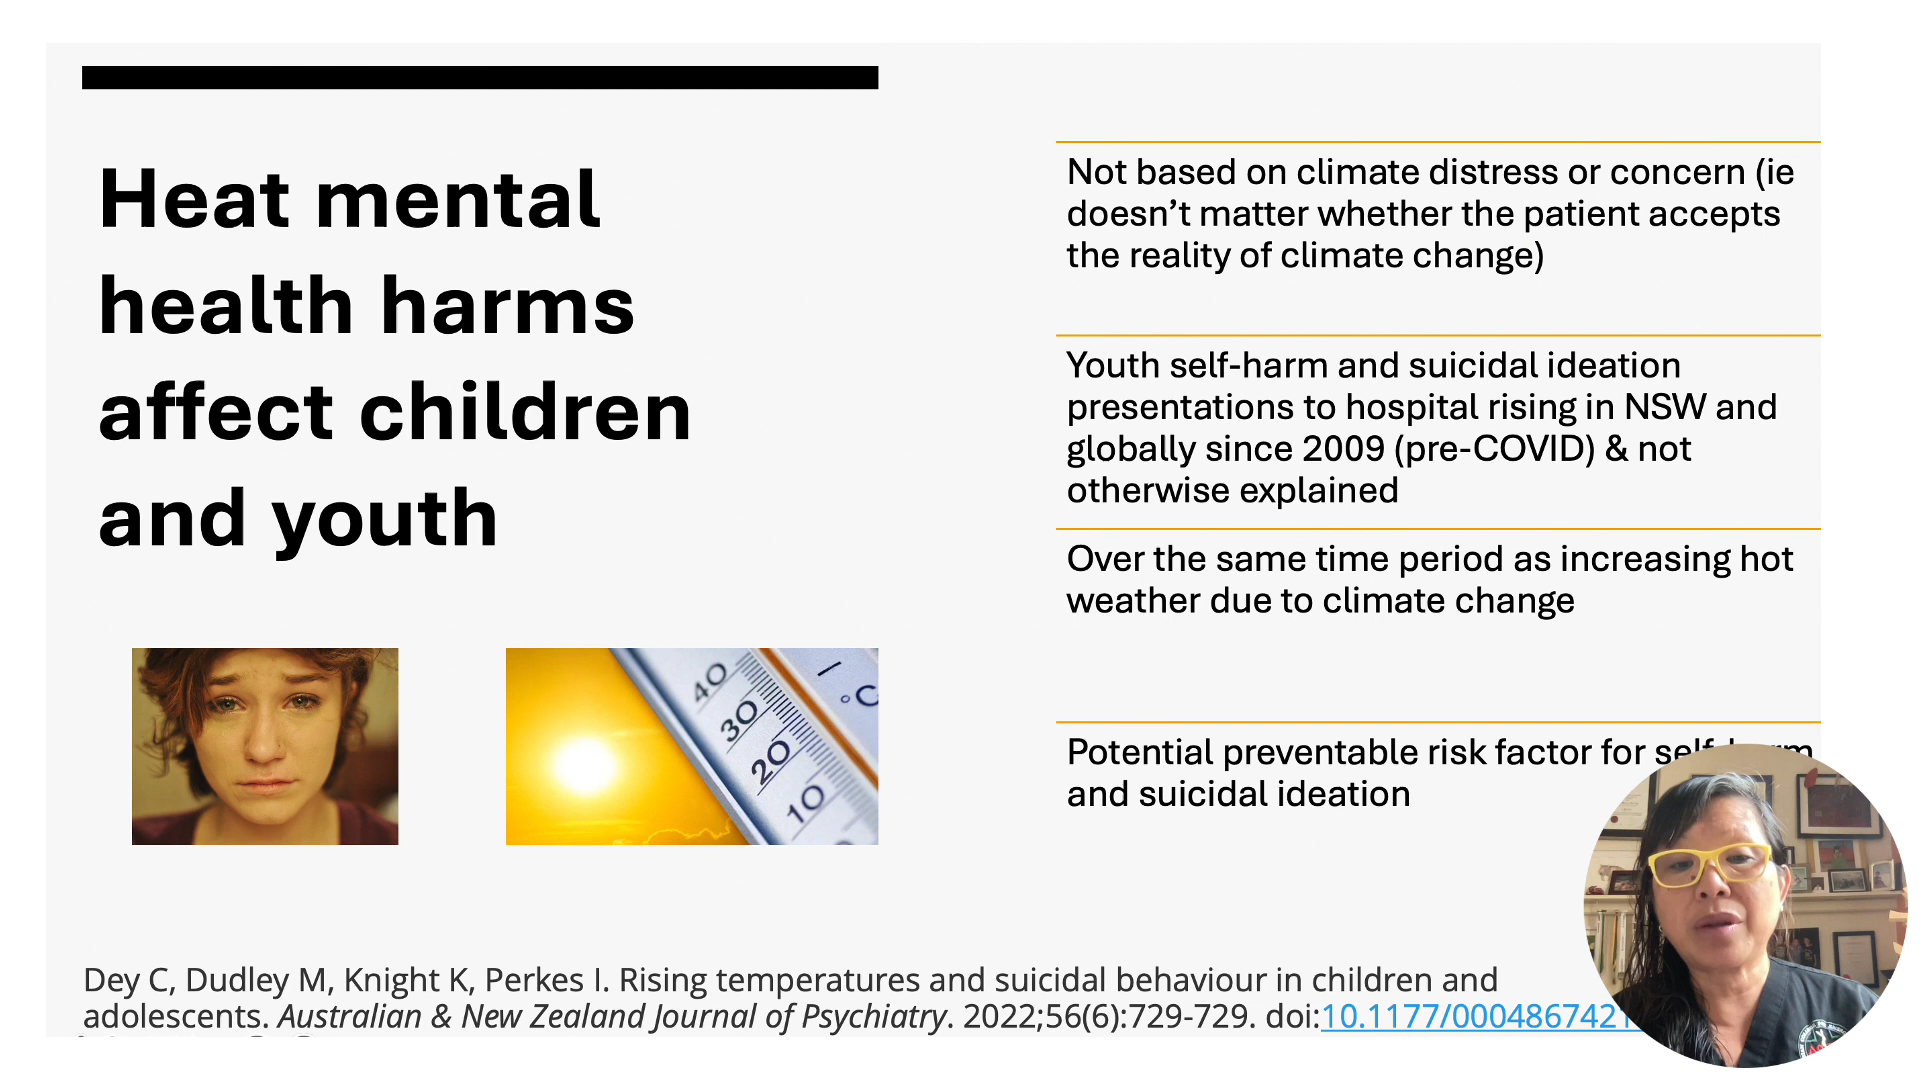 Heat mental
health harms
affect children
and youth
Not based on climate distress or concern (ie
doesn’t matter whether the patient accepts
the reality of climate change)
Youth self-harm and suicidal ideation
presentations to hospital rising in NSW and
globally since 2009 (pre-COVID) & not
otherwise explained
Over the same time period as increasing hot
weather due to climate change
Potential preventable risk factor for self-harm
and suicidal ideation
40
30
20
10
°C
Dey C, Dudley M, Knight K, Perkes I. Rising temperatures and suicidal behaviour in children and
adolescents. Australian & New Zealand Journal of Psychiatry. 2022;56(6):729-729. doi:10.1177/000486742